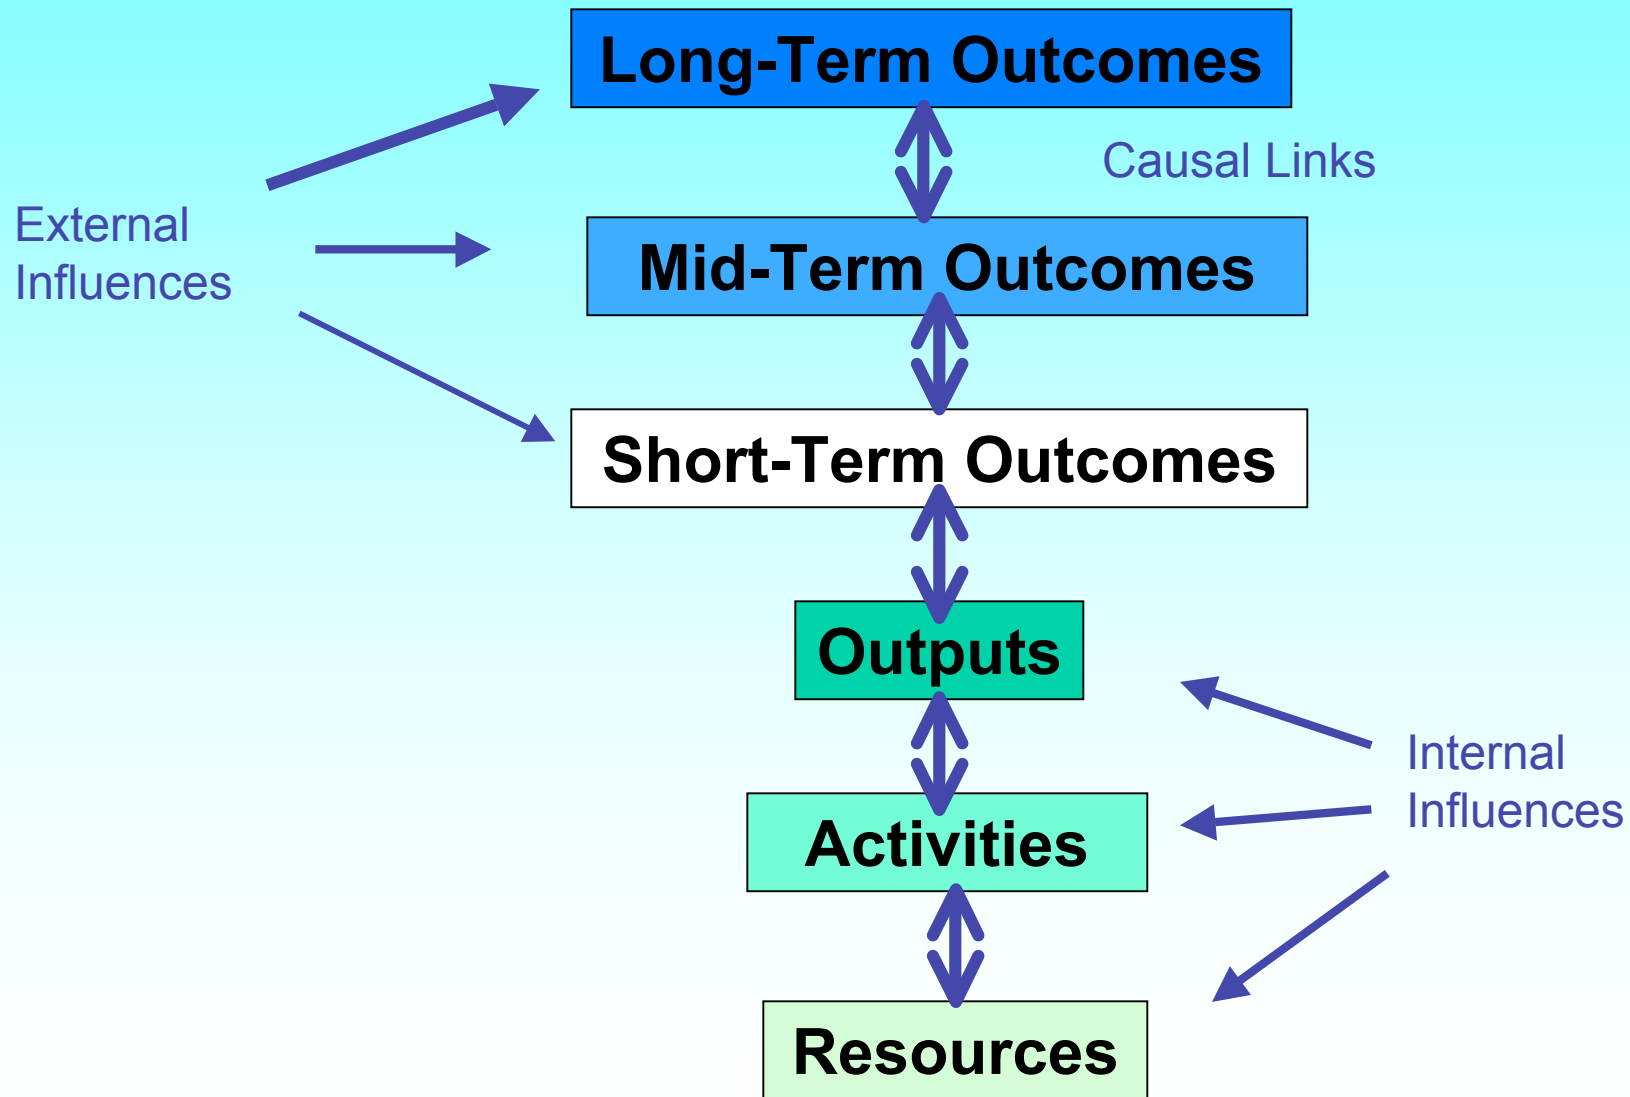 Long-Term Outcomes
Causal Links
External
Influences
Mid-Term Outcomes
Short-Term Outcomes
Outputs
Internal
Influences
Activities
Resources